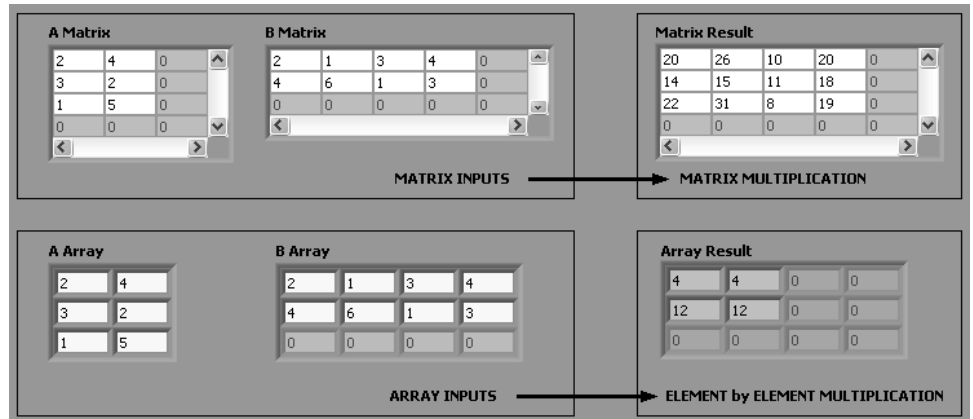 A Matrix B Matrix Matrix Result
2 4 0 2 1 3 4 0 20 26 10 20 0
3 2 0 4 6 1 3 0 14 15 11 18 0
1 5 0 0 0 0 0 0 22 31 8 19 0
0 0 0 0 0 0 0 0
MATRIX INPUTS MATRIX MULTIPLICATION
A Array B Array Array Result
2 4 2 1 3 4 4 4 0 0
3 2 4 6 1 3 12 12 0 0
1 5 0 0 0 0 0 0 0 0
ARRAY INPUTS ELEMENT by ELEMENT MULTIPLICATION